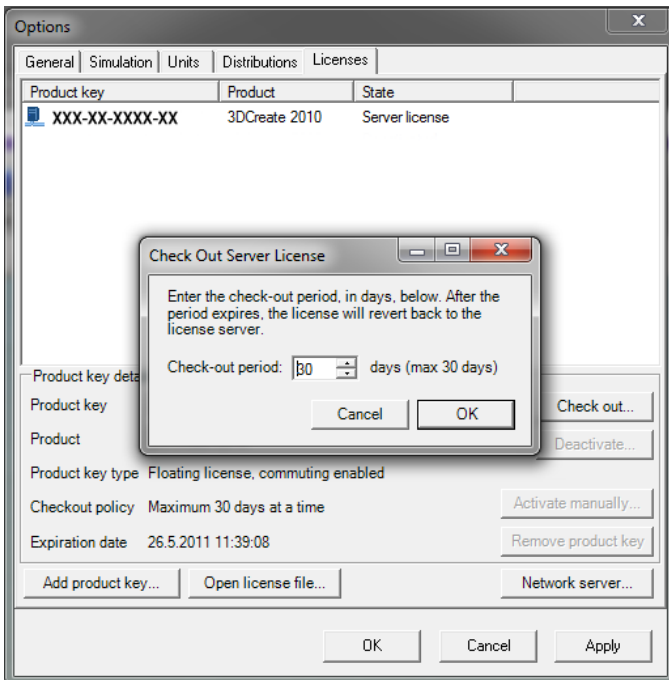 Options
x
General Simulation Units Distributions Licenses
Product key Product State
XXX-XX-XXXX-XX 3DCreate 2010 Server license
Check Out Server License
Enter the check-out period, in days, below. After the
period expires, the license will revert back to the
license server.
Check-out period: 30 days (max 30 days)
Cancel OK
Product key deta
Product key Check out...
Product Deactivate...
Product key type Floating license, commuting enabled
Checkout policy Maximum 30 days at a time Activate manually...
Expiration date 26.5.2011 11:39:08 Remove product key
Add product key... Open license file... Network server...
OK Cancel Apply